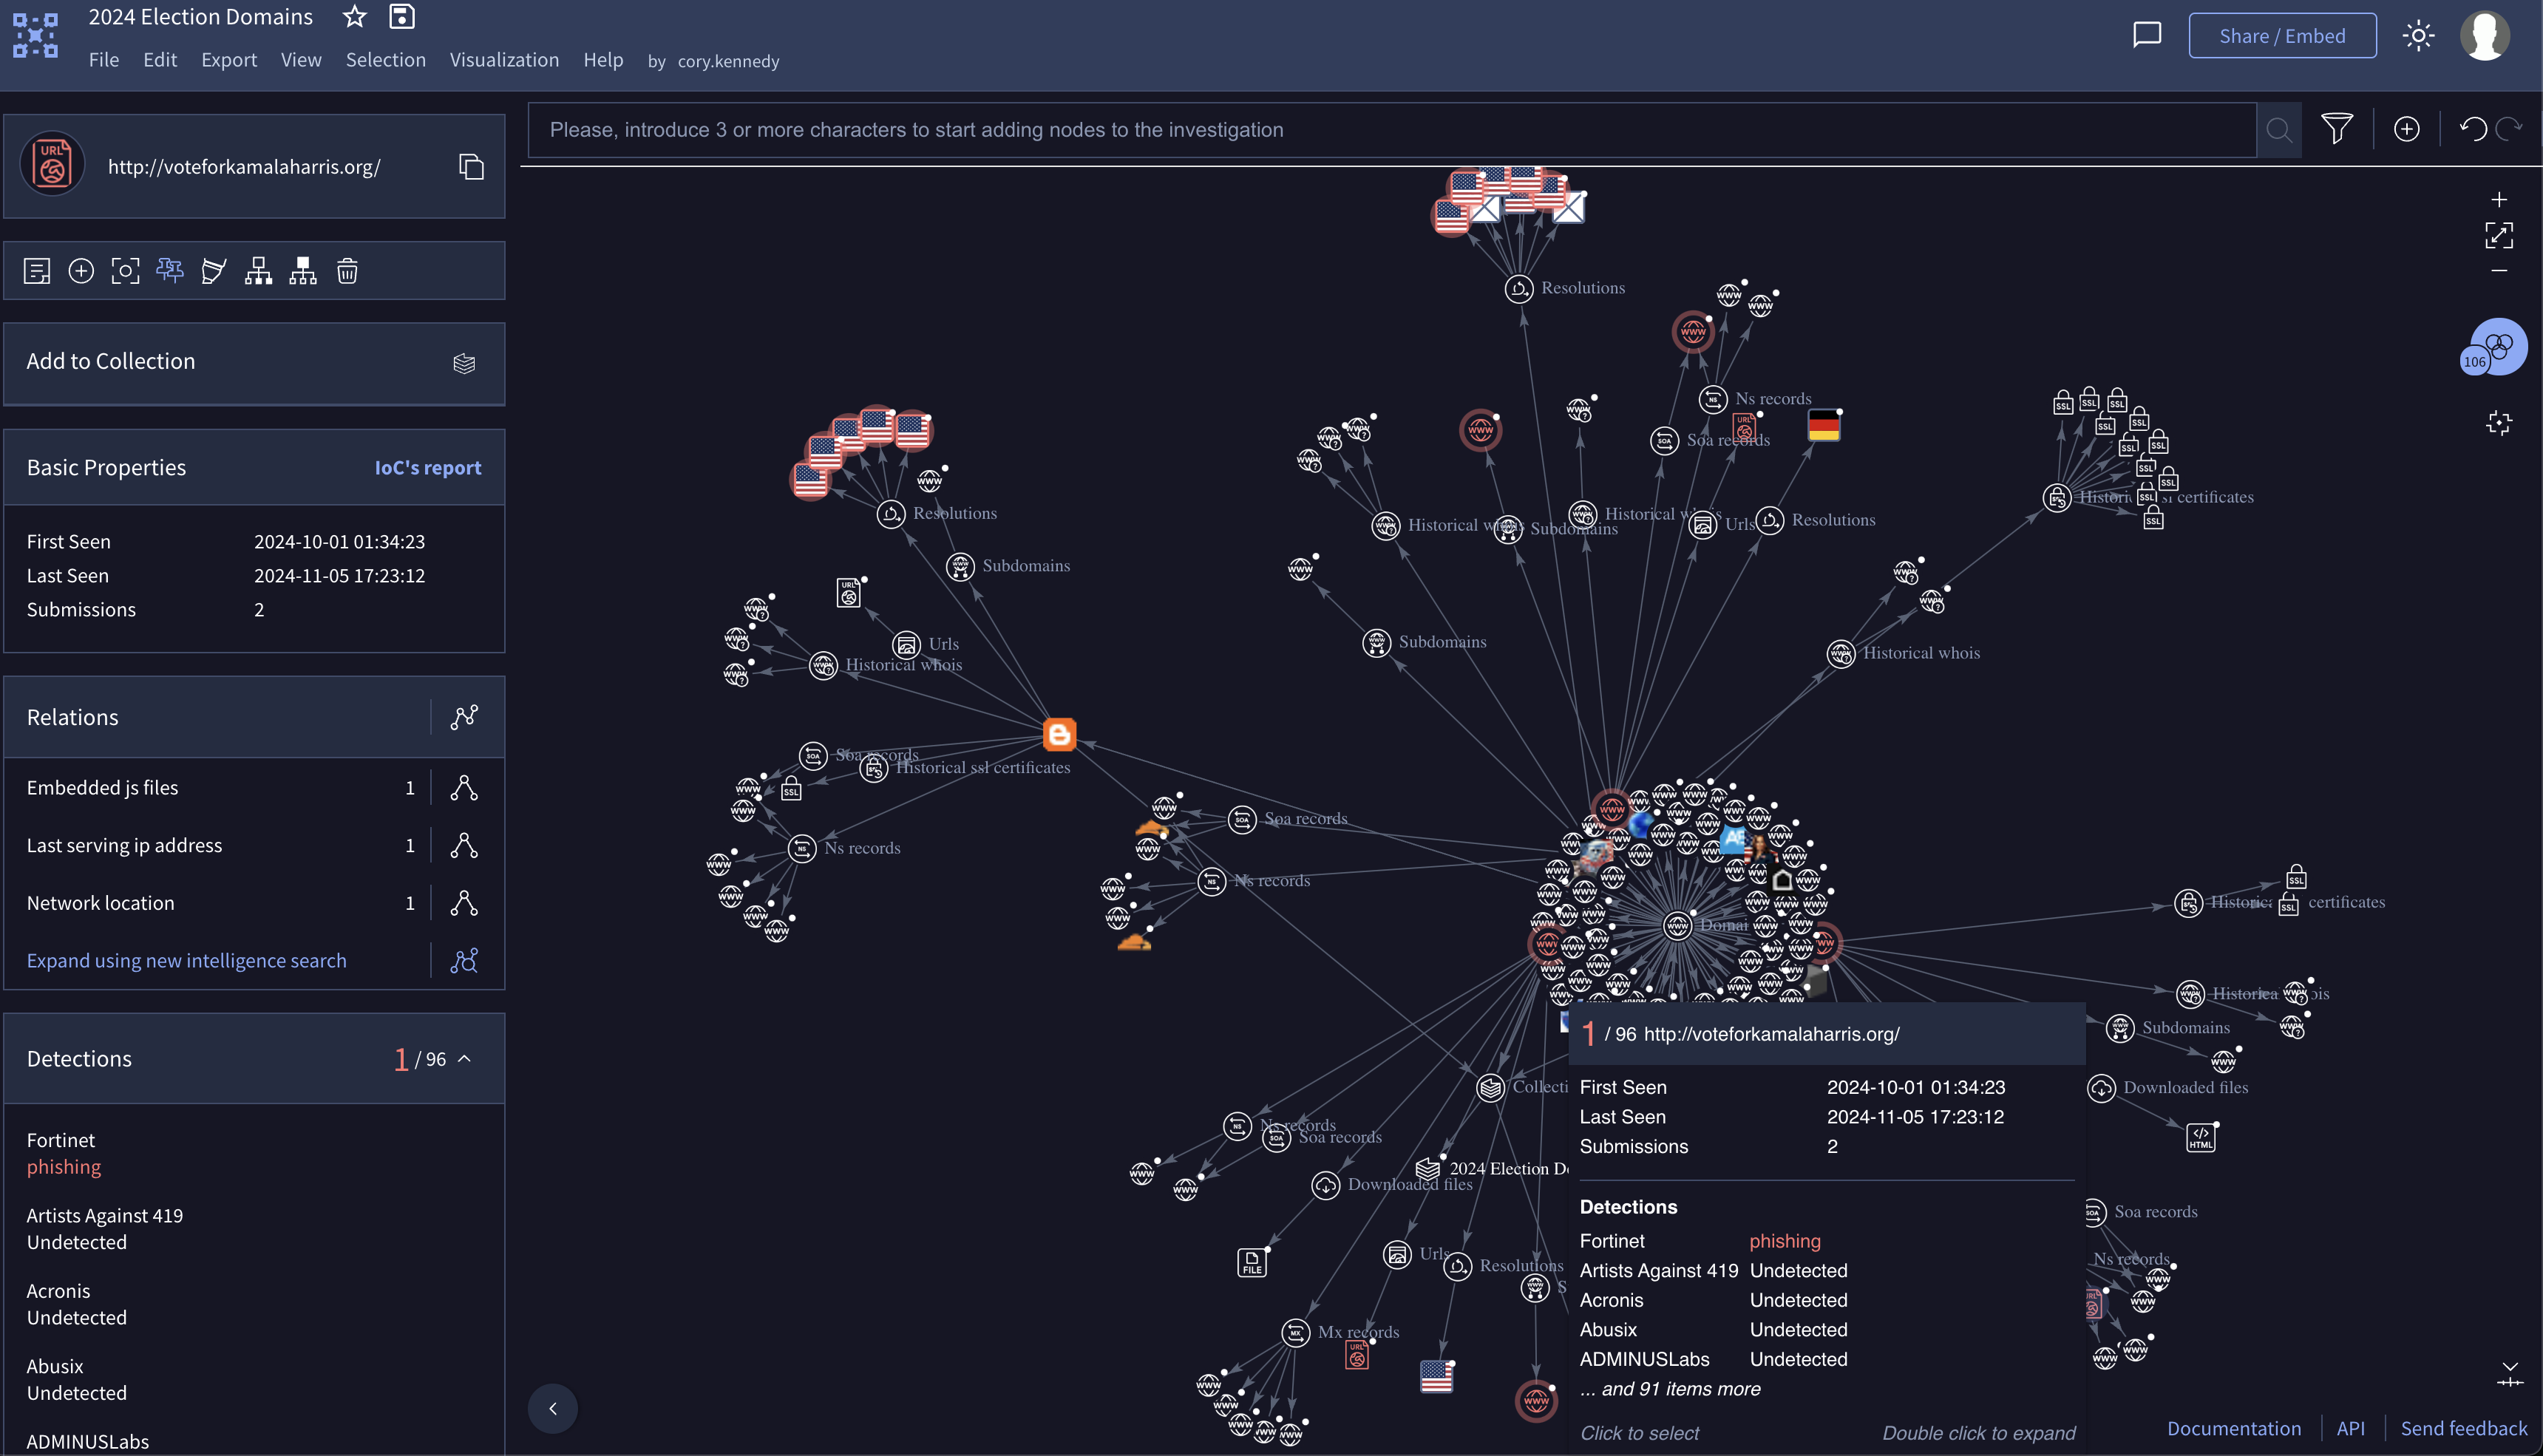 2024 Election Domains
File Edit Export View Selection Visualization Help by cory.kennedy
Share / Embed
Please, introduce 3 or more characters to start adding nodes to the investigation
http://voteforkamalaharris.org/
Add to Collection
Basic Properties IoC's report
First Seen 2024-10-01 01:34:23
Last Seen 2024-11-05 17:23:12
Submissions 2
Relations
Embedded js files 1
Last serving ip address 1
Network location 1
Expand using new intelligence search
Detections 1 / 96
Fortinet
phishing
Artists Against 419
Undetected
Acronis
Undetected
Abusix
Undetected
ADMINUSLabs
106
Resolutions
Ns records
Soa records
Resolutions
Historical whois
Subdomains
Historical whois
Urls
Resolutions
certificates
Subdomains
Subdomains
Historical whois
Urls
Historical whois
Soa records
Historical ssl certificates
Ns records
Soa records
Ns records
certificates
Subdomains
Downloaded files
HTML
Ns records
Soa records
2024 Election
Downloaded files
FILE
Urls
Resolutions
Mx records
Soa records
Ns records
1 / 96 http://voteforkamalaharris.org/
First Seen 2024-10-01 01:34:23
Last Seen 2024-11-05 17:23:12
Submissions 2
Detections
Fortinet phishing
Artists Against 419 Undetected
Acronis Undetected
Abusix Undetected
ADMINUSLabs Undetected
... and 91 items more
Click to select Double click to expand
Documentation API Send feedback